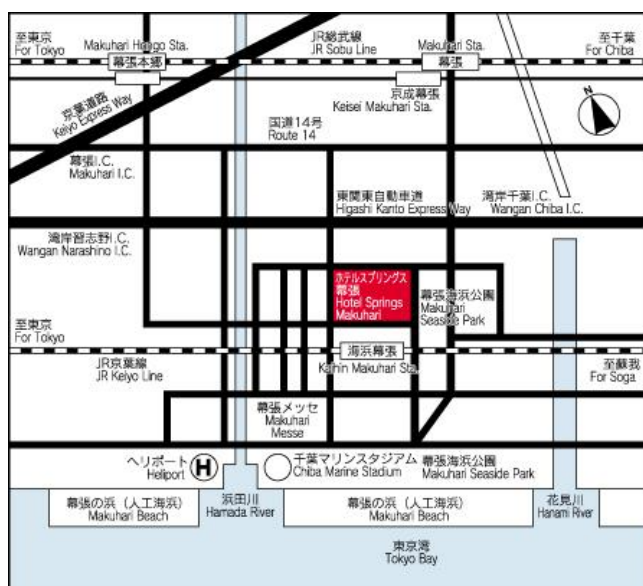 至東京
For Tokyo
Makuhari Hongo Sta.
幕張本郷
JR総武線
JR Sobu Line
Makuhari Sta.
幕張
至千葉
For Chiba
京成幕張
Keisei Makuhari Sta.
N
京葉道路
Keiyo Express Way
国道14号
Route 14
幕張I.C.
Makuhari I.C.
東関東自動車道
Higashi Kanto Express Way
湾岸千葉I.C.
Wangan Chiba I.C.
湾岸習志野I.C.
Wangan Narashino I.C.
ホテルスプリングス
幕張
Hotel Springs
Makuhari
幕張海浜公園
Makuhari
Seaside Park
至東京
For Tokyo
海浜幕張
Kaihin Makuhari Sta.
JR京葉線
JR Keiyo Line
至蘇我
For Soga
幕張メッセ
Makuhari
Messe
ヘリポート
Heliport
H
千葉マリンスタジアム
Chiba Marine Stadium
幕張海浜公園
Makuhari Seaside Park
幕張の浜（人工海浜）
Makuhari Beach
浜田川
Hamada River
幕張の浜（人工海浜）
Makuhari Beach
花見川
Hanami River
東京湾
Tokyo Bay